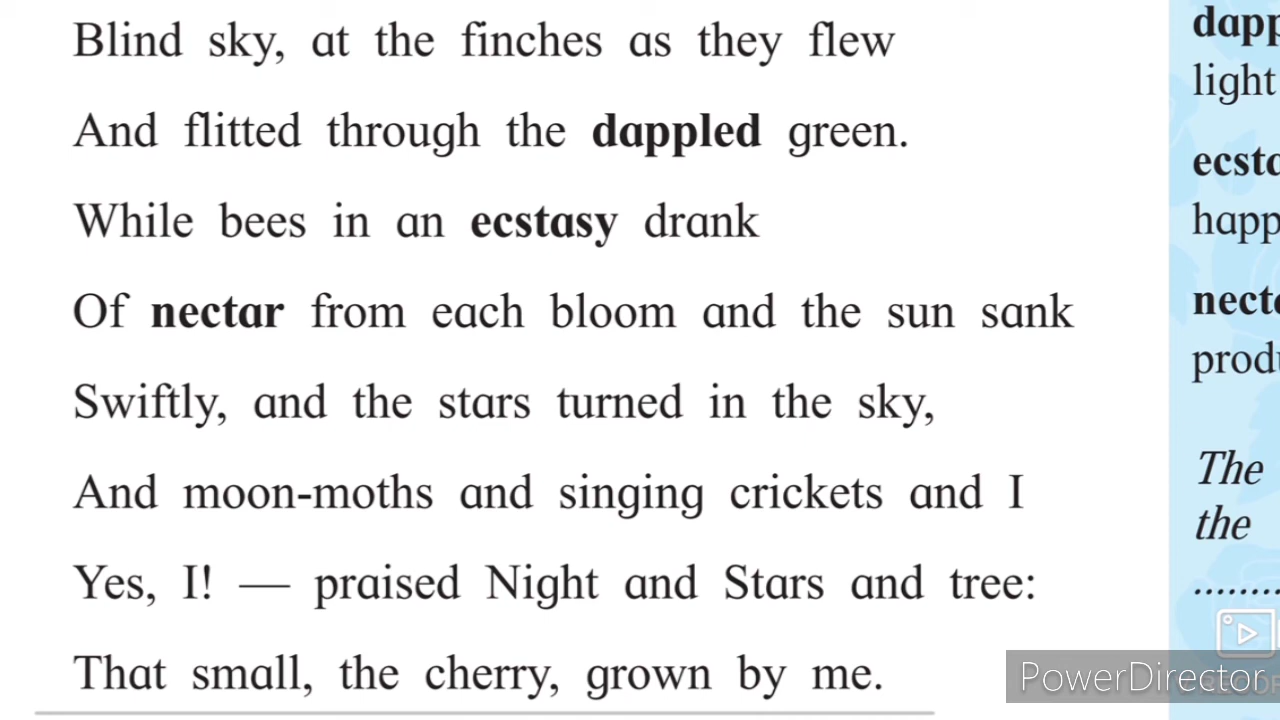 Blind sky, at the finches as they flew
And flitted through the dappled green.
While bees in an ecstasy drank
Of nectar from each bloom and the sun sank
Swiftly, and the stars turned in the sky,
And moon-moths and singing crickets and I
Yes, I! — praised Night and Stars and tree:
That small, the cherry, grown by me.
light
The
the
..........
PowerDirector